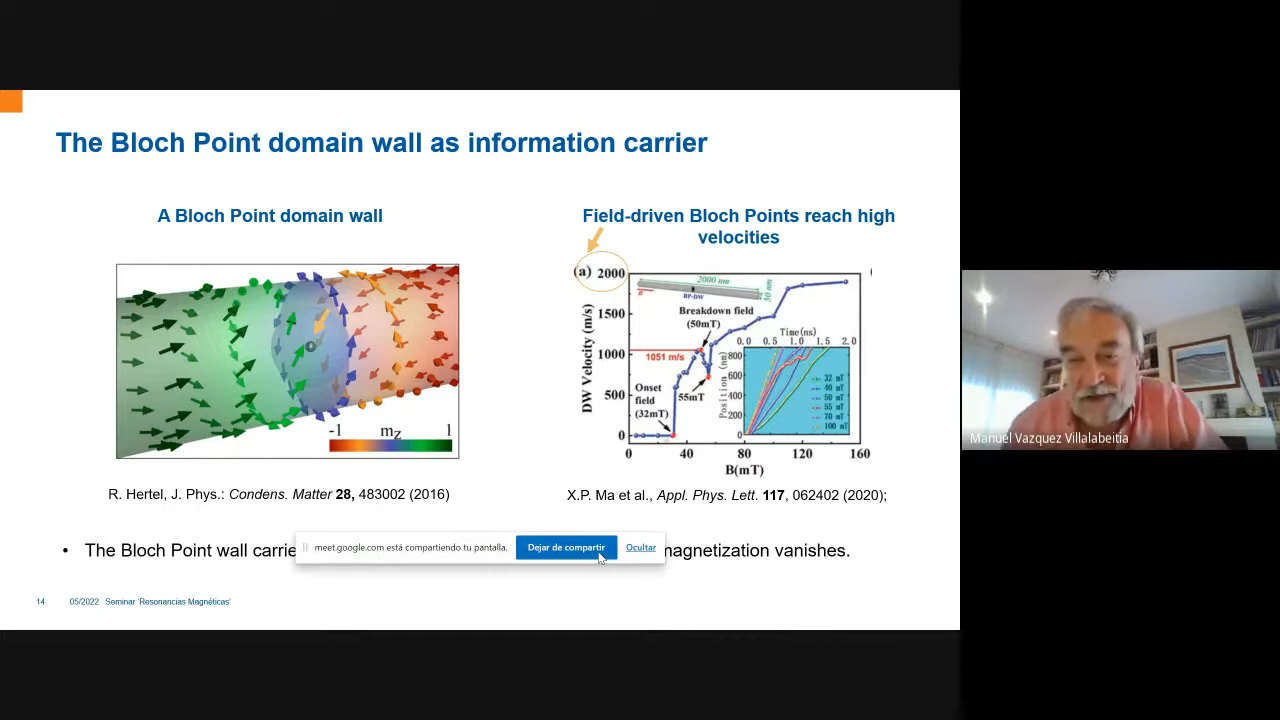 The Bloch Point domain wall as information carrier
A Bloch Point domain wall
Field-driven Bloch Points reach high
velocities
-1
m_z
1
(a)
2000
1500
1000
500
0
DW Velocity (m/s)
2000 nm
50 nm
BP-DW
Breakdown field
(50mT)
1051 m/s
Onset
field
(32mT)
55mT
Time(ns)
0.0 0.5 1.0 1.5 2.0
Position (nm)
800
600
400
200
0
32 mT
40 mT
50 mT
55 mT
70 mT
100 mT
0 40 80 120 160
B(mT)
R. Hertel, J. Phys.: Condens. Matter 28, 483002 (2016)
X.P. Ma et al., Appl. Phys. Lett. 117, 062402 (2020);
• The Bloch Point wall carrie
magnetization vanishes.
meet.google.com está compartiendo tu pantalla.
Dejar de compartir
Ocultar
14 05/2022 Seminar 'Resonancias Magnéticas'
Manuel Vazquez Villalabeitia